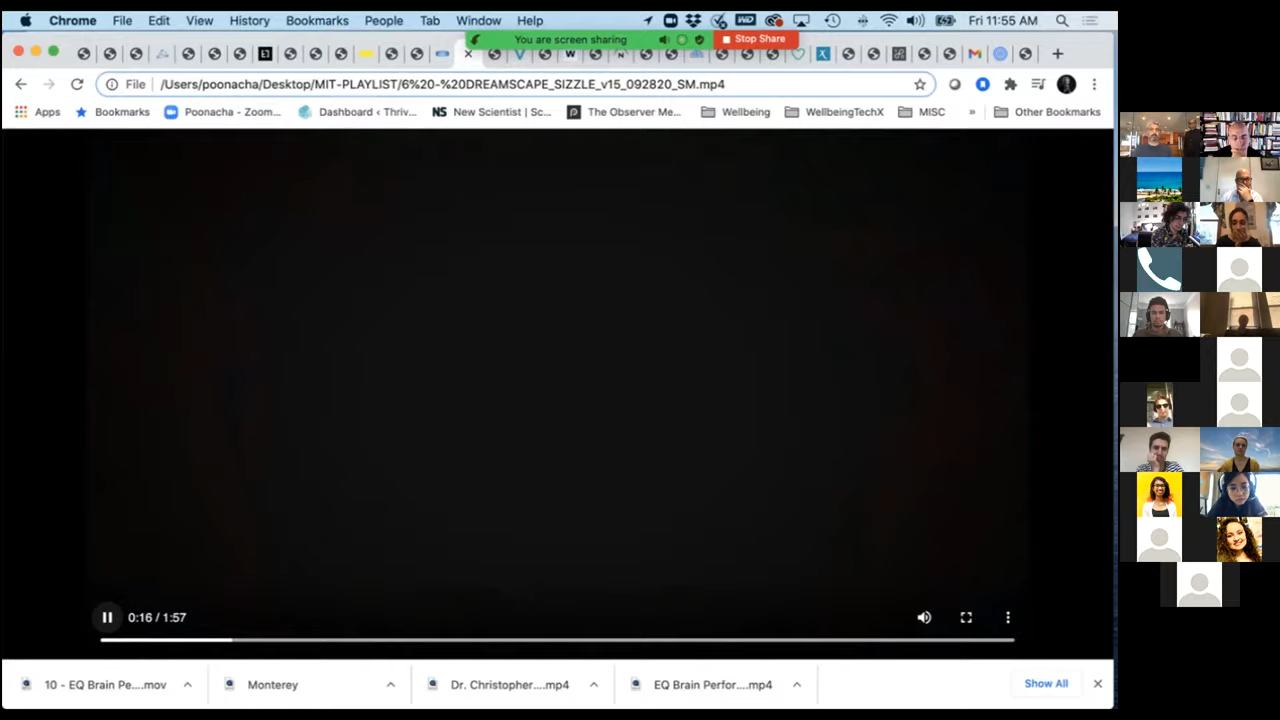 Chrome File Edit View History Bookmarks People Tab Window Help Fri 11:55 AM
You are screen sharing Stop Share
File /Users/poonacha/Desktop/MIT-PLAYLIST/6%20-%20DREAMSCAPE_SIZZLE_v15_092820_SM.mp4
Apps Bookmarks Poonacha - Zoom... Dashboard ‹ Thriv... NS New Scientist | Sc... The Observer Me... Wellbeing WellbeingTechX MISC » Other Bookmarks
0:16 / 1:57
10 - EQ Brain Pe....mov Monterey Dr. Christopher....mp4 EQ Brain Perfor....mp4 Show All